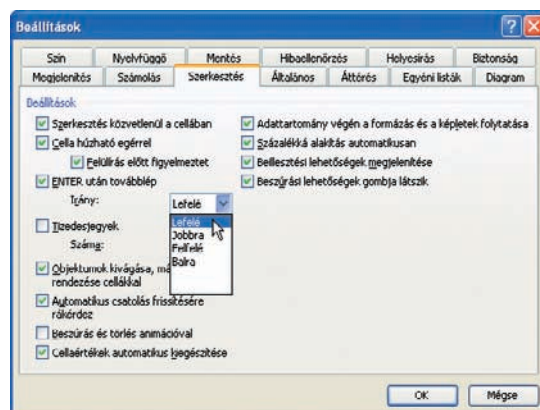 Beállítások
Szín Nyelvfüggő Mentés Hibaellenőrzés Helyesírás Biztonság
Megjelenítés Számolás Szerkesztés Általános Áttérés Egyéni listák Diagram
Beállítások
Szerkesztés közvetlenül a cellában
Cella húzható egérrel
Felülírás előtt figyelmeztet
ENTER után továbblép
Irány: Lefelé
Lefelé
Jobbra
Felfelé
Balra
Tizedesjegyek
Száma:
Objektumok kivágása, má
rendezése cellákkal
Automatikus csatolás frissítésére
rákérdez
Beszúrás és törlés animációval
Cellaértékek automatikus kiegészítése
Adattartomány végén a formázás és a képletek folytatása
Százalékká alakítás automatikusan
Beillesztési lehetőségek megjelenítése
Beszúrási lehetőségek gombja látszik
OK Mégse